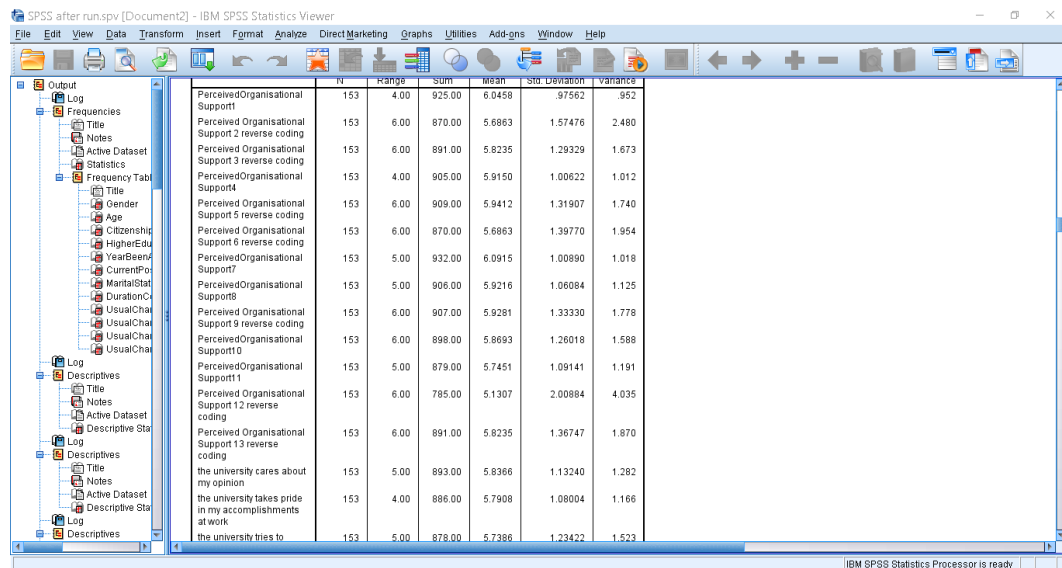 SPSS after run.spv [Document2] - IBM SPSS Statistics Viewer
File Edit View Data Transform Insert Format Analyze Direct Marketing Graphs Utilities Add-ons Window Help
Output
Log
Frequencies
Title
Notes
Active Dataset
Statistics
Frequency Tabl
Title
Gender
Age
Citizenship
HigherEdu
YearBeenA
CurrentPos
MaritalStat
DurationCo
UsualChar
UsualChar
UsualChar
UsualChar
Log
Descriptives
Title
Notes
Active Dataset
Descriptive Sta
Log
Descriptives
Title
Notes
Active Dataset
Descriptive Sta
Log
Descriptives
N Range Sum Mean Std. Deviation Variance
PerceivedOrganisational 153 4.00 925.00 6.0458 .97562 .952
Support1
Perceived Organisational 153 6.00 870.00 5.6863 1.57476 2.480
Support 2 reverse coding
Perceived Organisational 153 6.00 891.00 5.8235 1.29329 1.673
Support 3 reverse coding
PerceivedOrganisational 153 4.00 905.00 5.9150 1.00622 1.012
Support4
Perceived Organisational 153 6.00 909.00 5.9412 1.31907 1.740
Support 5 reverse coding
Perceived Organisational 153 6.00 870.00 5.6863 1.39770 1.954
Support 6 reverse coding
PerceivedOrganisational 153 5.00 932.00 6.0915 1.00890 1.018
Support7
PerceivedOrganisational 153 5.00 906.00 5.9216 1.06084 1.125
Support8
Perceived Organisational 153 6.00 907.00 5.9281 1.33330 1.778
Support 9 reverse coding
PerceivedOrganisational 153 6.00 898.00 5.8693 1.26018 1.588
Support10
PerceivedOrganisational 153 5.00 879.00 5.7451 1.09141 1.191
Support11
Perceived Organisational 153 6.00 785.00 5.1307 2.00884 4.035
Support 12 reverse
coding
Perceived Organisational 153 6.00 891.00 5.8235 1.36747 1.870
Support 13 reverse
coding
the university cares about 153 5.00 893.00 5.8366 1.13240 1.282
my opinion
the university takes pride 153 4.00 886.00 5.7908 1.08004 1.166
in my accomplishments
at work
the university tries to 153 5.00 878.00 5.7386 1.23422 1.523
IBM SPSS Statistics Processor is ready